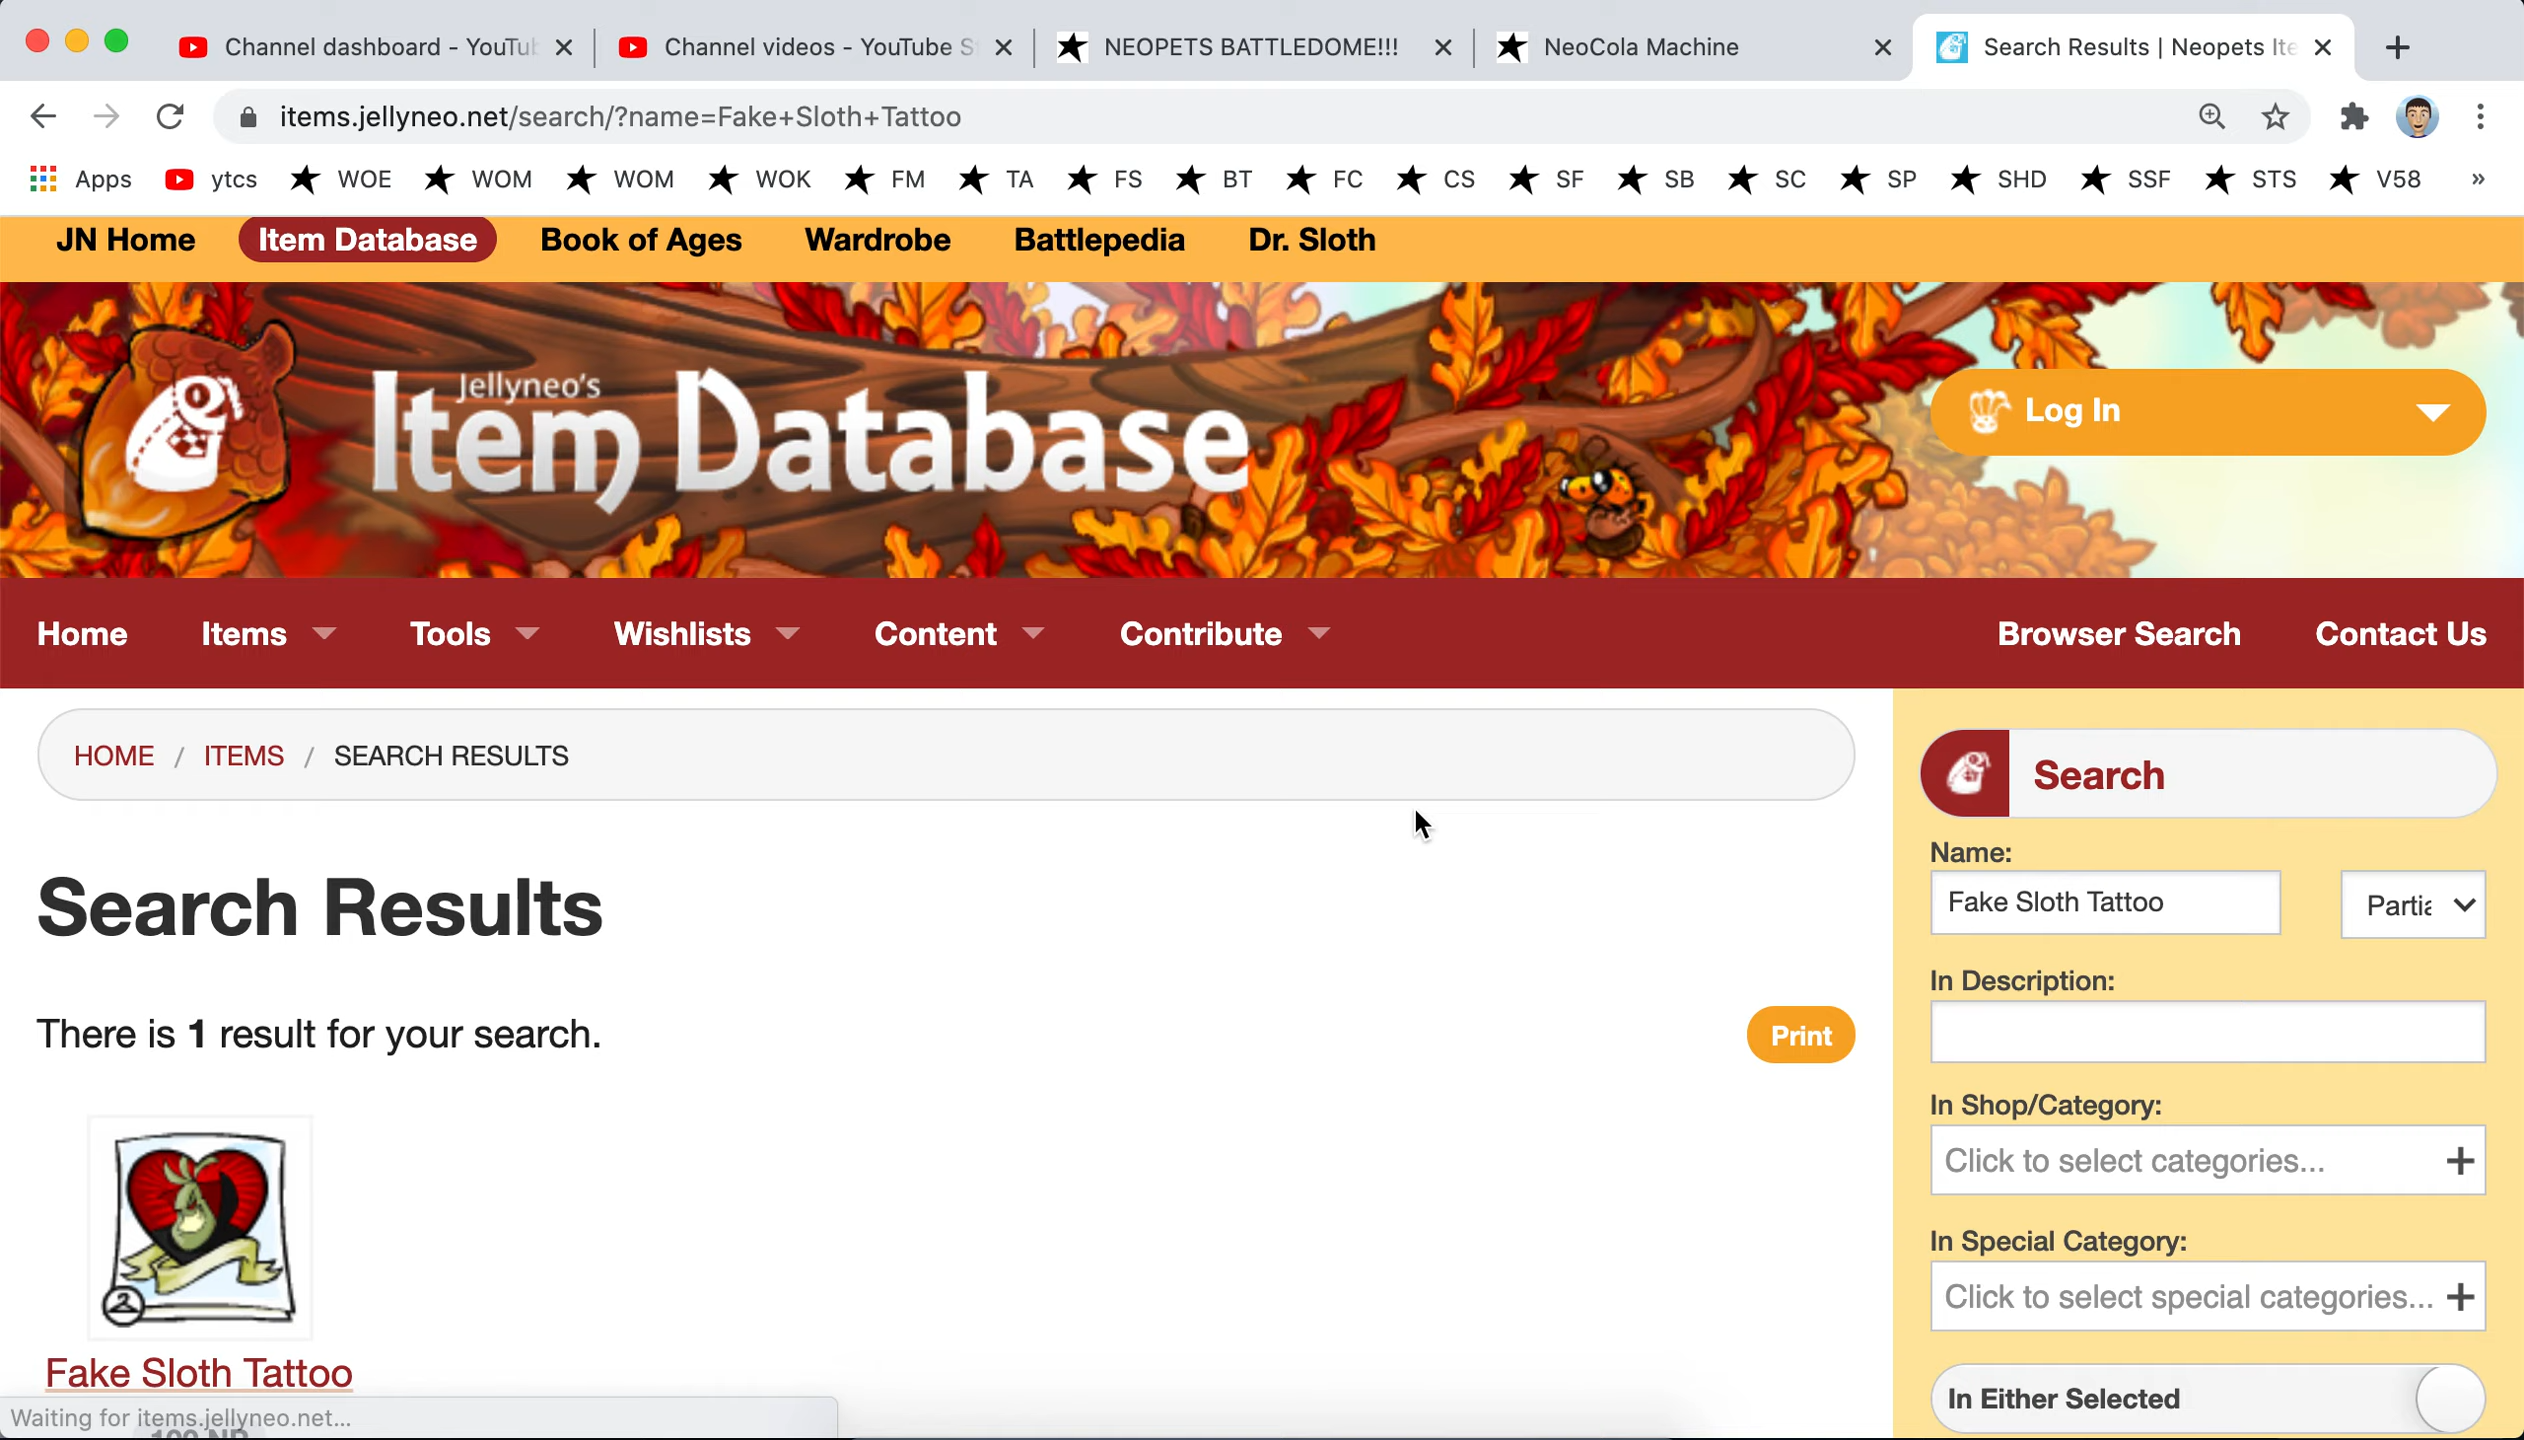 Channel dashboard - YouTu
Channel videos - YouTube S
NEOPETS BATTLEDOME!!!
NeoCola Machine
Search Results | Neopets Ite
items.jellyneo.net/search/?name=Fake+Sloth+Tattoo
Apps ytcs WOE WOM WOM WOK FM TA FS BT FC CS SF SB SC SP SHD SSF STS V58 »
JN Home Item Database Book of Ages Wardrobe Battlepedia Dr. Sloth
Jellyneo's
Item Database
Log In
Home Items Tools Wishlists Content Contribute Browser Search Contact Us
HOME / ITEMS / SEARCH RESULTS
Search Results
There is 1 result for your search.
Print
Fake Sloth Tattoo
Waiting for items.jellyneo.net...
Search
Name:
Fake Sloth Tattoo
Partia
In Description:
In Shop/Category:
Click to select categories... +
In Special Category:
Click to select special categories... +
In Either Selected